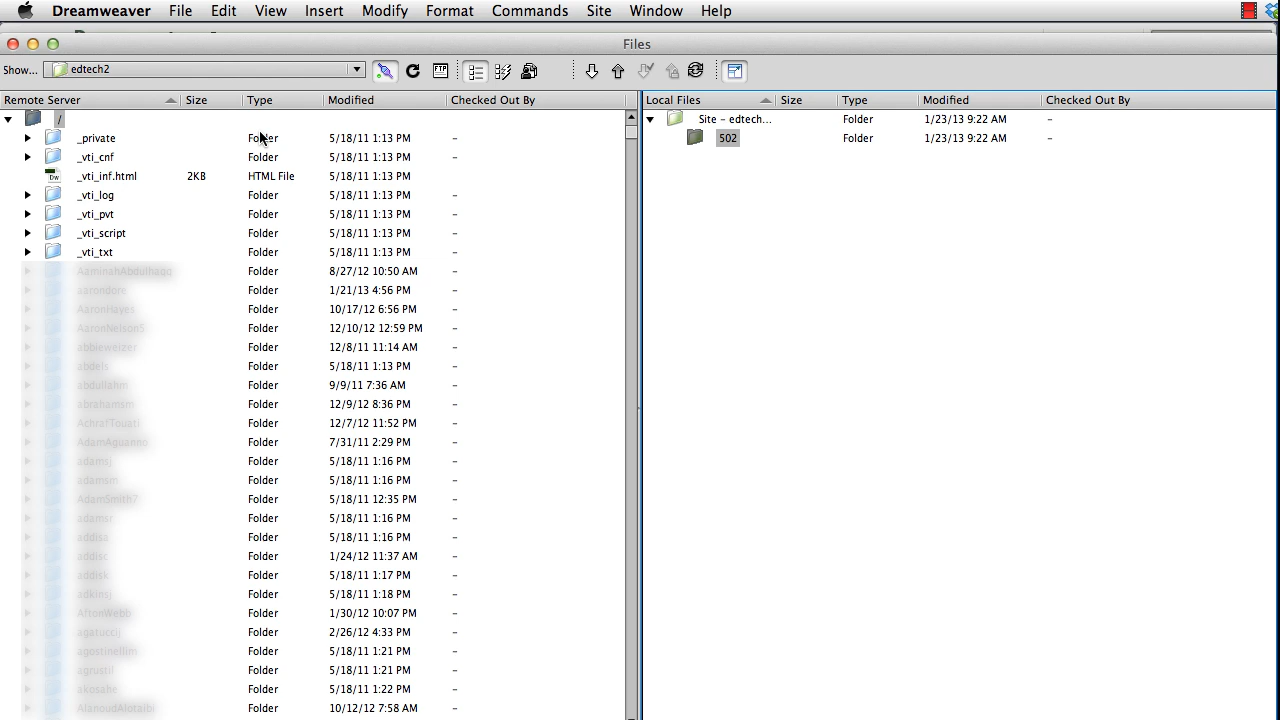 Dreamweaver File Edit View Insert Modify Format Commands Site Window Help
Files
Show... edtech2 FTP
Remote Server Size Type Modified Checked Out By Local Files Size Type Modified Checked Out By
/ Site - edtech... Folder 1/23/13 9:22 AM -
_private Folder 5/18/11 1:13 PM - 502 Folder 1/23/13 9:22 AM -
_vti_cnf Folder 5/18/11 1:13 PM -
Dw _vti_inf.html 2KB HTML File 5/18/11 1:13 PM
_vti_log Folder 5/18/11 1:13 PM -
_vti_pvt Folder 5/18/11 1:13 PM -
_vti_script Folder 5/18/11 1:13 PM -
_vti_txt Folder 5/18/11 1:13 PM -
Folder 8/27/12 10:50 AM -
Folder 1/21/13 4:56 PM -
Folder 10/17/12 6:56 PM -
Folder 12/10/12 12:59 PM -
Folder 12/8/11 11:14 AM -
Folder 5/18/11 1:13 PM -
Folder 9/9/11 7:36 AM -
Folder 12/9/12 8:36 PM -
Folder 12/7/12 11:52 PM -
Folder 7/31/11 2:29 PM -
Folder 5/18/11 1:16 PM -
Folder 5/18/11 1:16 PM -
Folder 5/18/11 12:35 PM -
Folder 5/18/11 1:16 PM -
Folder 5/18/11 1:16 PM -
Folder 1/24/12 11:37 AM -
Folder 5/18/11 1:17 PM -
Folder 5/18/11 1:18 PM -
Folder 1/30/12 10:07 PM -
Folder 2/26/12 4:33 PM -
Folder 5/18/11 1:21 PM -
Folder 5/18/11 1:21 PM -
Folder 5/18/11 1:22 PM -
Folder 10/12/12 7:58 AM -